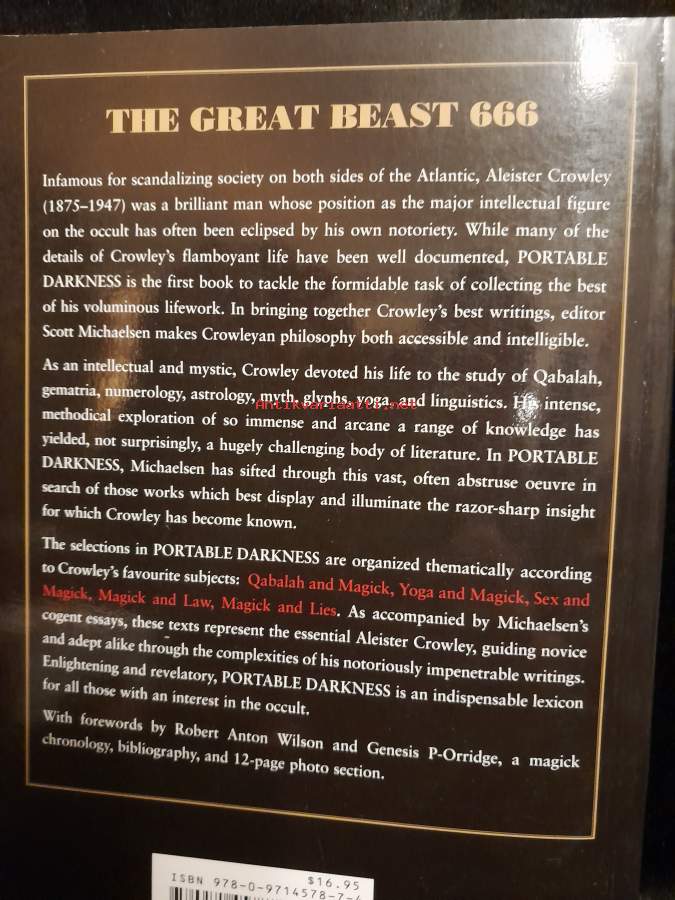 THE GREAT BEAST 666
Infamous for scandalizing society on both sides of the Atlantic, Aleister Crowley
(1875–1947) was a brilliant man whose position as the major intellectual figure
on the occult has often been eclipsed by his own notoriety. While many of the
details of Crowley's flamboyant life have been well documented, PORTABLE
DARKNESS is the first book to tackle the formidable task of collecting the best
of his voluminous lifework. In bringing together Crowley's best writings, editor
Scott Michaelsen makes Crowleyan philosophy both accessible and intelligible.
As an intellectual and mystic, Crowley devoted his life to the study of Qabalah,
gematria, numerology, astrology, myth, glyphs, yoga, and linguistics. His intense,
Antikvariaatti.net
methodical exploration of so immense and arcane a range of knowledge has
yielded, not surprisingly, a hugely challenging body of literature. In PORTABLE
DARKNESS, Michaelsen has sifted through this vast, often abstruse oeuvre in
search of those works which best display and illuminate the razor-sharp insight
for which Crowley has become known.
The selections in PORTABLE DARKNESS are organized thematically according
to Crowley's favourite subjects: Qabalah and Magick, Yoga and Magick, Sex and
Magick, Magick and Law, Magick and Lies. As accompanied by Michaelsen's
cogent essays, these texts represent the essential Aleister Crowley, guiding novice
and adept alike through the complexities of his notoriously impenetrable writings.
Enlightening and revelatory, PORTABLE DARKNESS is an indispensable lexicon
for all those with an interest in the occult.
With forewords by Robert Anton Wilson and Genesis P-Orridge, a magick
chronology, bibliography, and 12-page photo section.
$16.95
ISBN 978-0-9714578-7-4